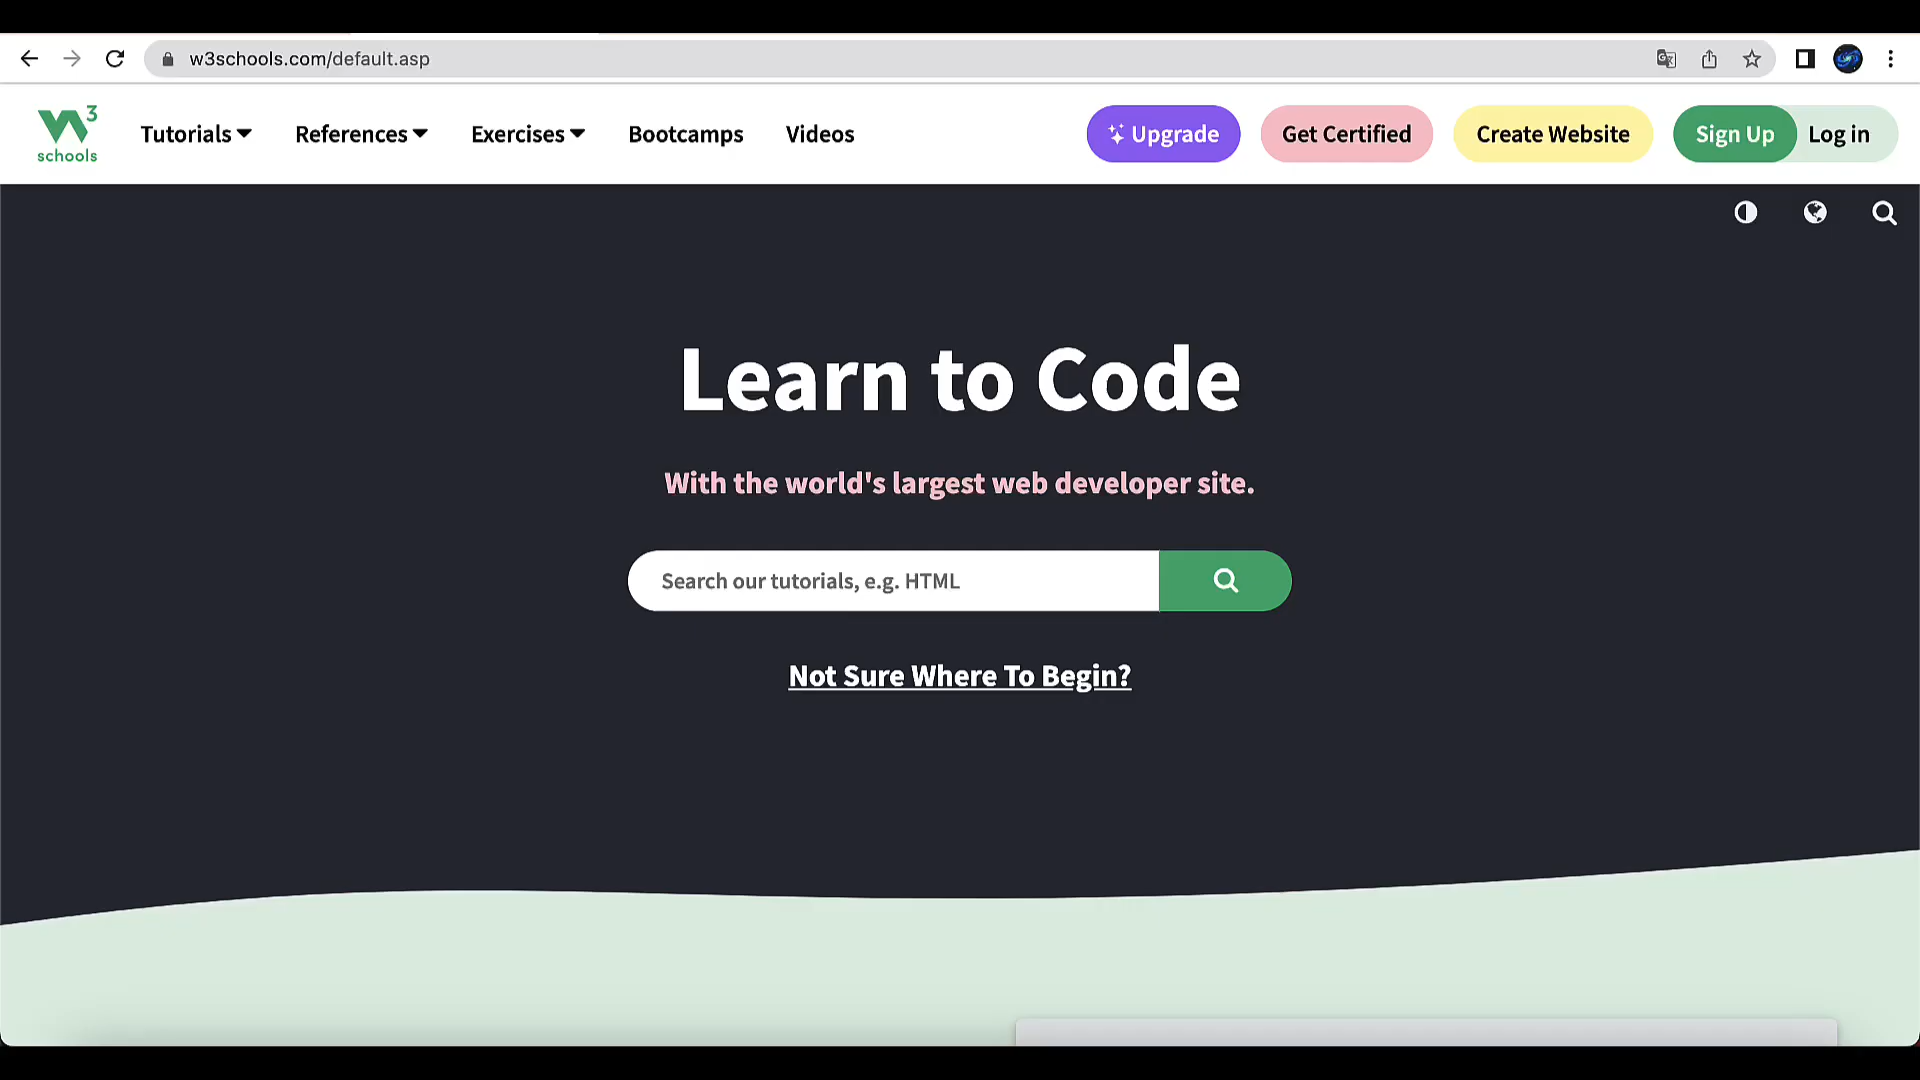 w3schools.com/default.asp
W3 schools
Tutorials References Exercises Bootcamps Videos Upgrade Get Certified Create Website Sign Up Log in
Learn to Code
With the world's largest web developer site.
Search our tutorials, e.g. HTML
Not Sure Where To Begin?